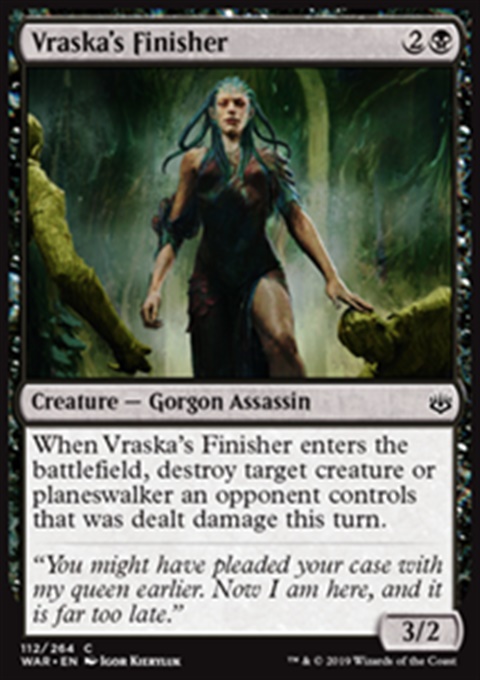 Vraska's Finisher 2
Creature — Gorgon Assassin
When Vraska's Finisher enters the
battlefield, destroy target creature or
planeswalker an opponent controls
that was dealt damage this turn.
"You might have pleaded your case with
my queen earlier. Now I am here, and it
is far too late."
3/2
112/264 C
WAR • EN Igor Kieryluk
™ & © 2019 Wizards of the Coast